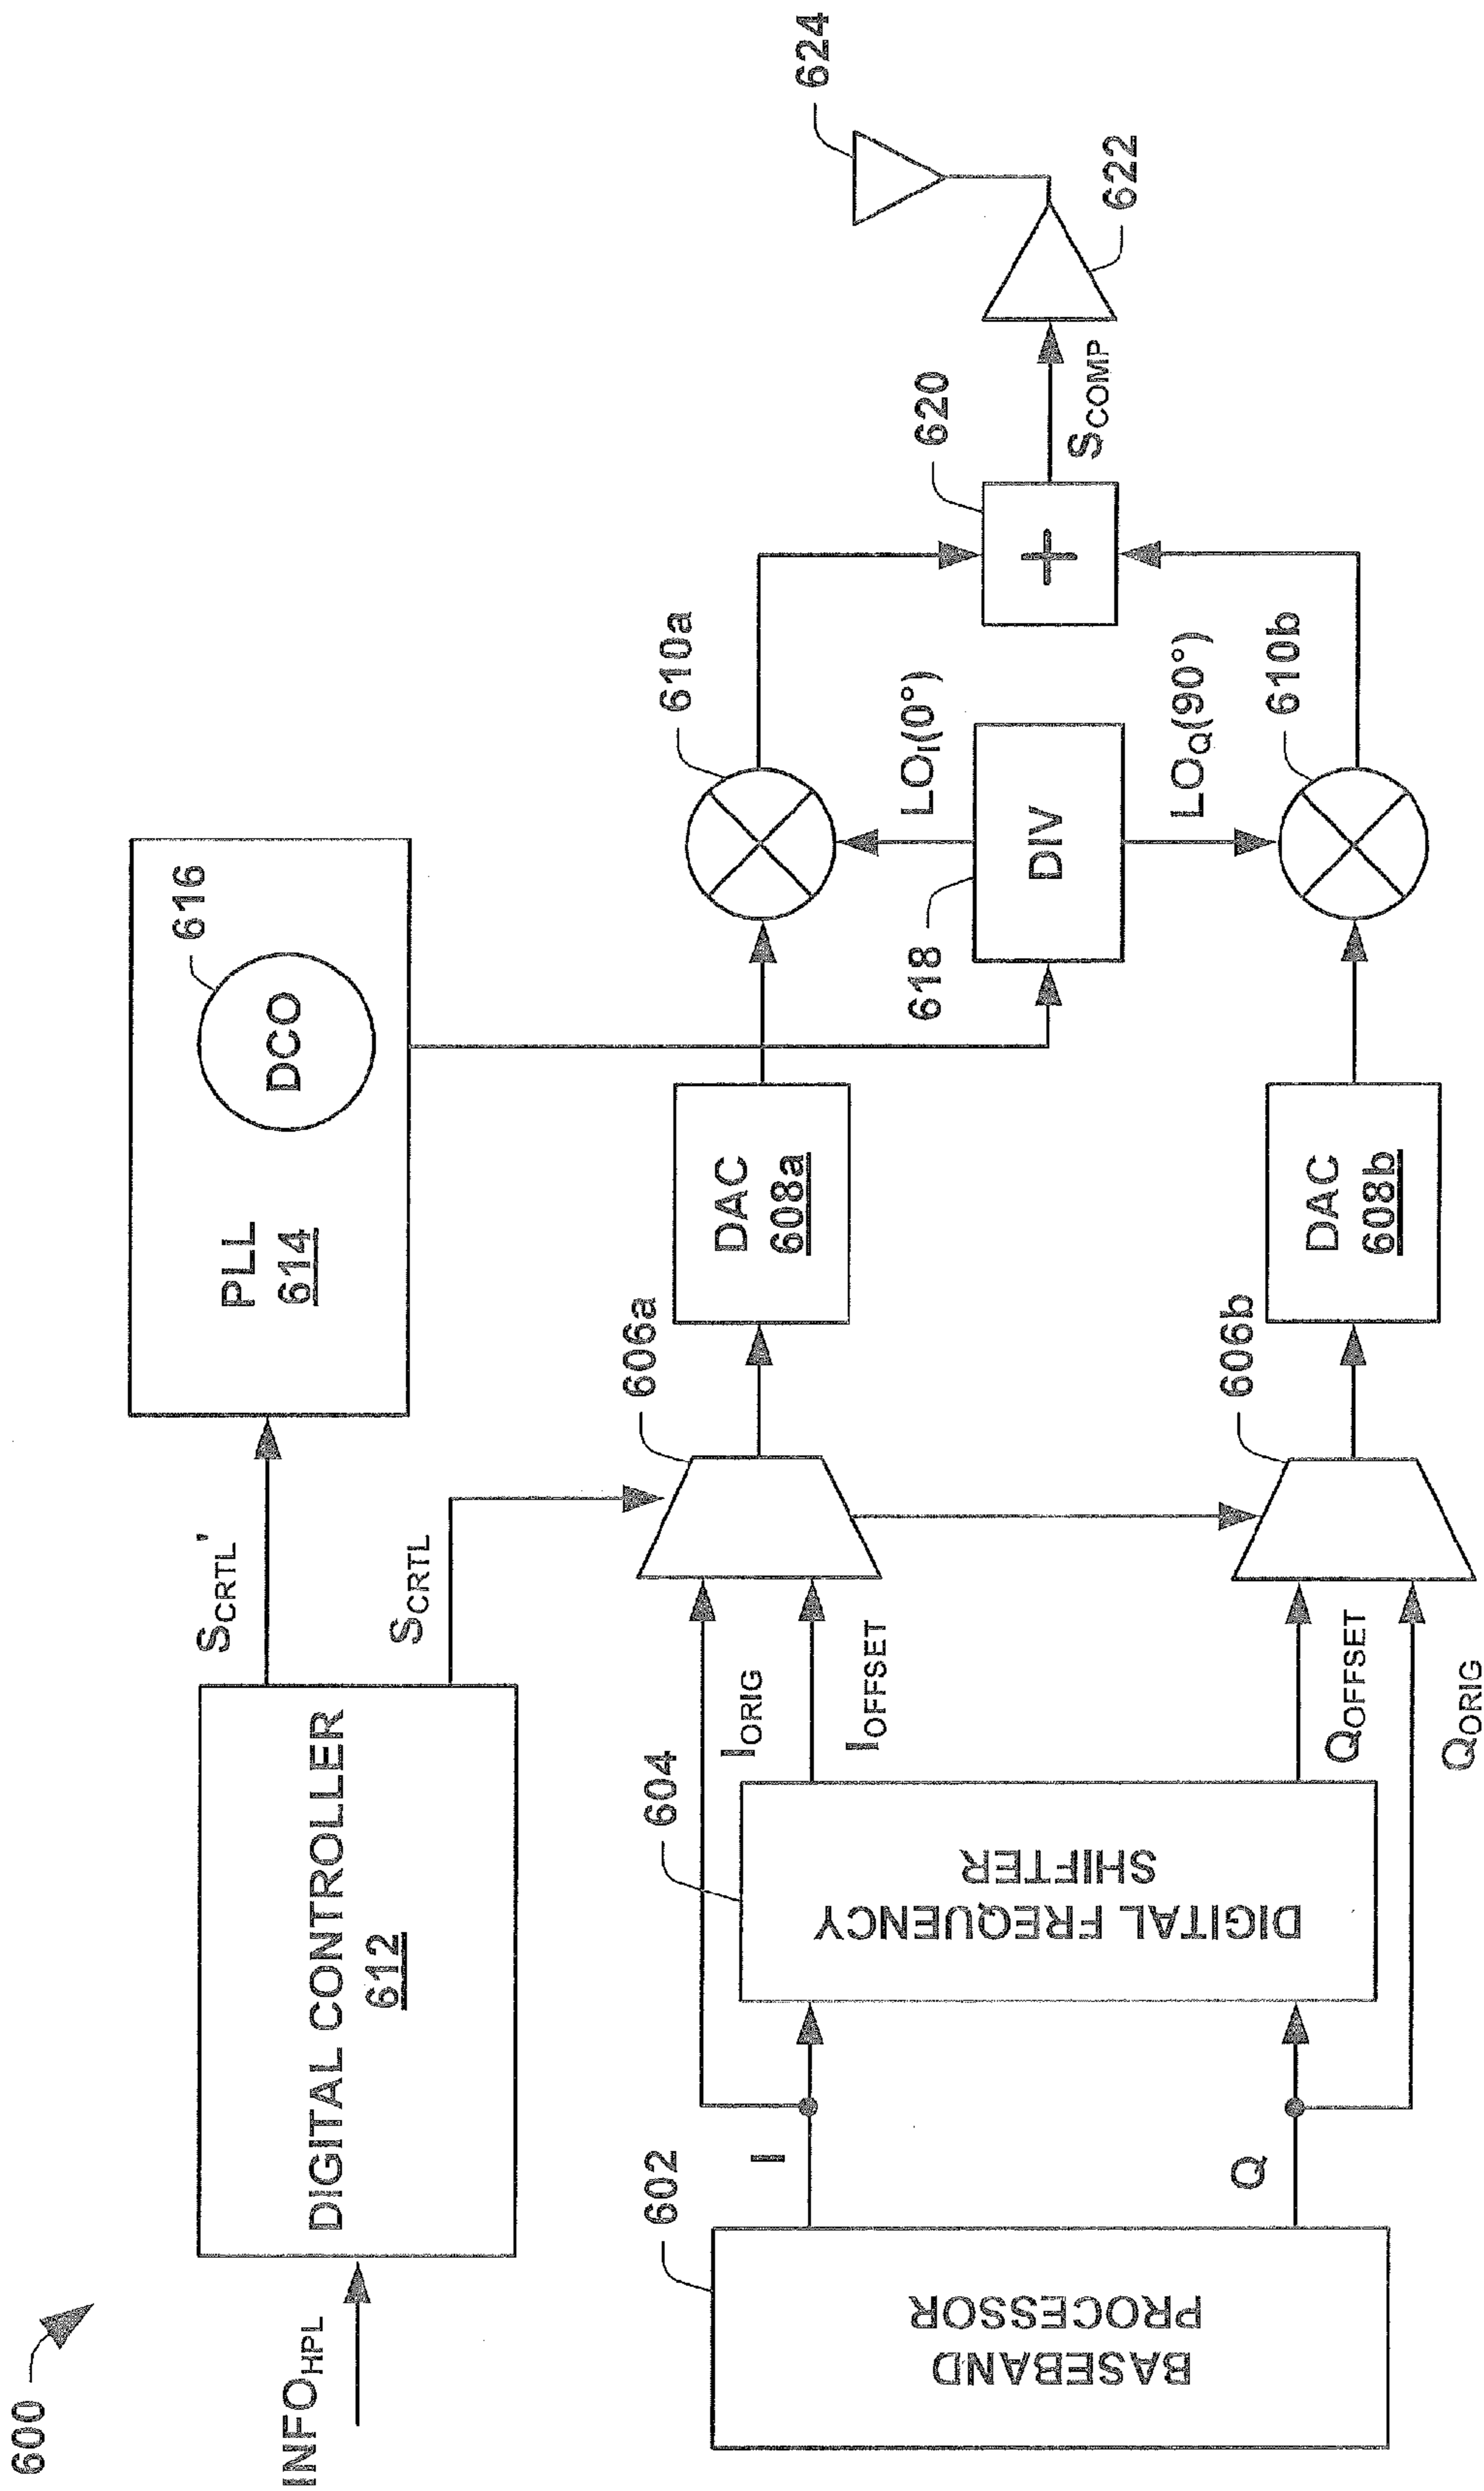 600
INFO_HPL
DIGITAL CONTROLLER
612
S_CRTL'
S_CRTL
PLL
614
DCO
616
602
BASEBAND
PROCESSOR
I
Q
604
DIGITAL FREQUENCY
SHIFTER
I_ORIG
I_OFFSET
Q_OFFSET
Q_ORIG
606a
606b
DAC
608a
DAC
608b
610a
LO_I(0°)
618
DIV
LO_Q(90°)
610b
620
+
S_COMP
622
624